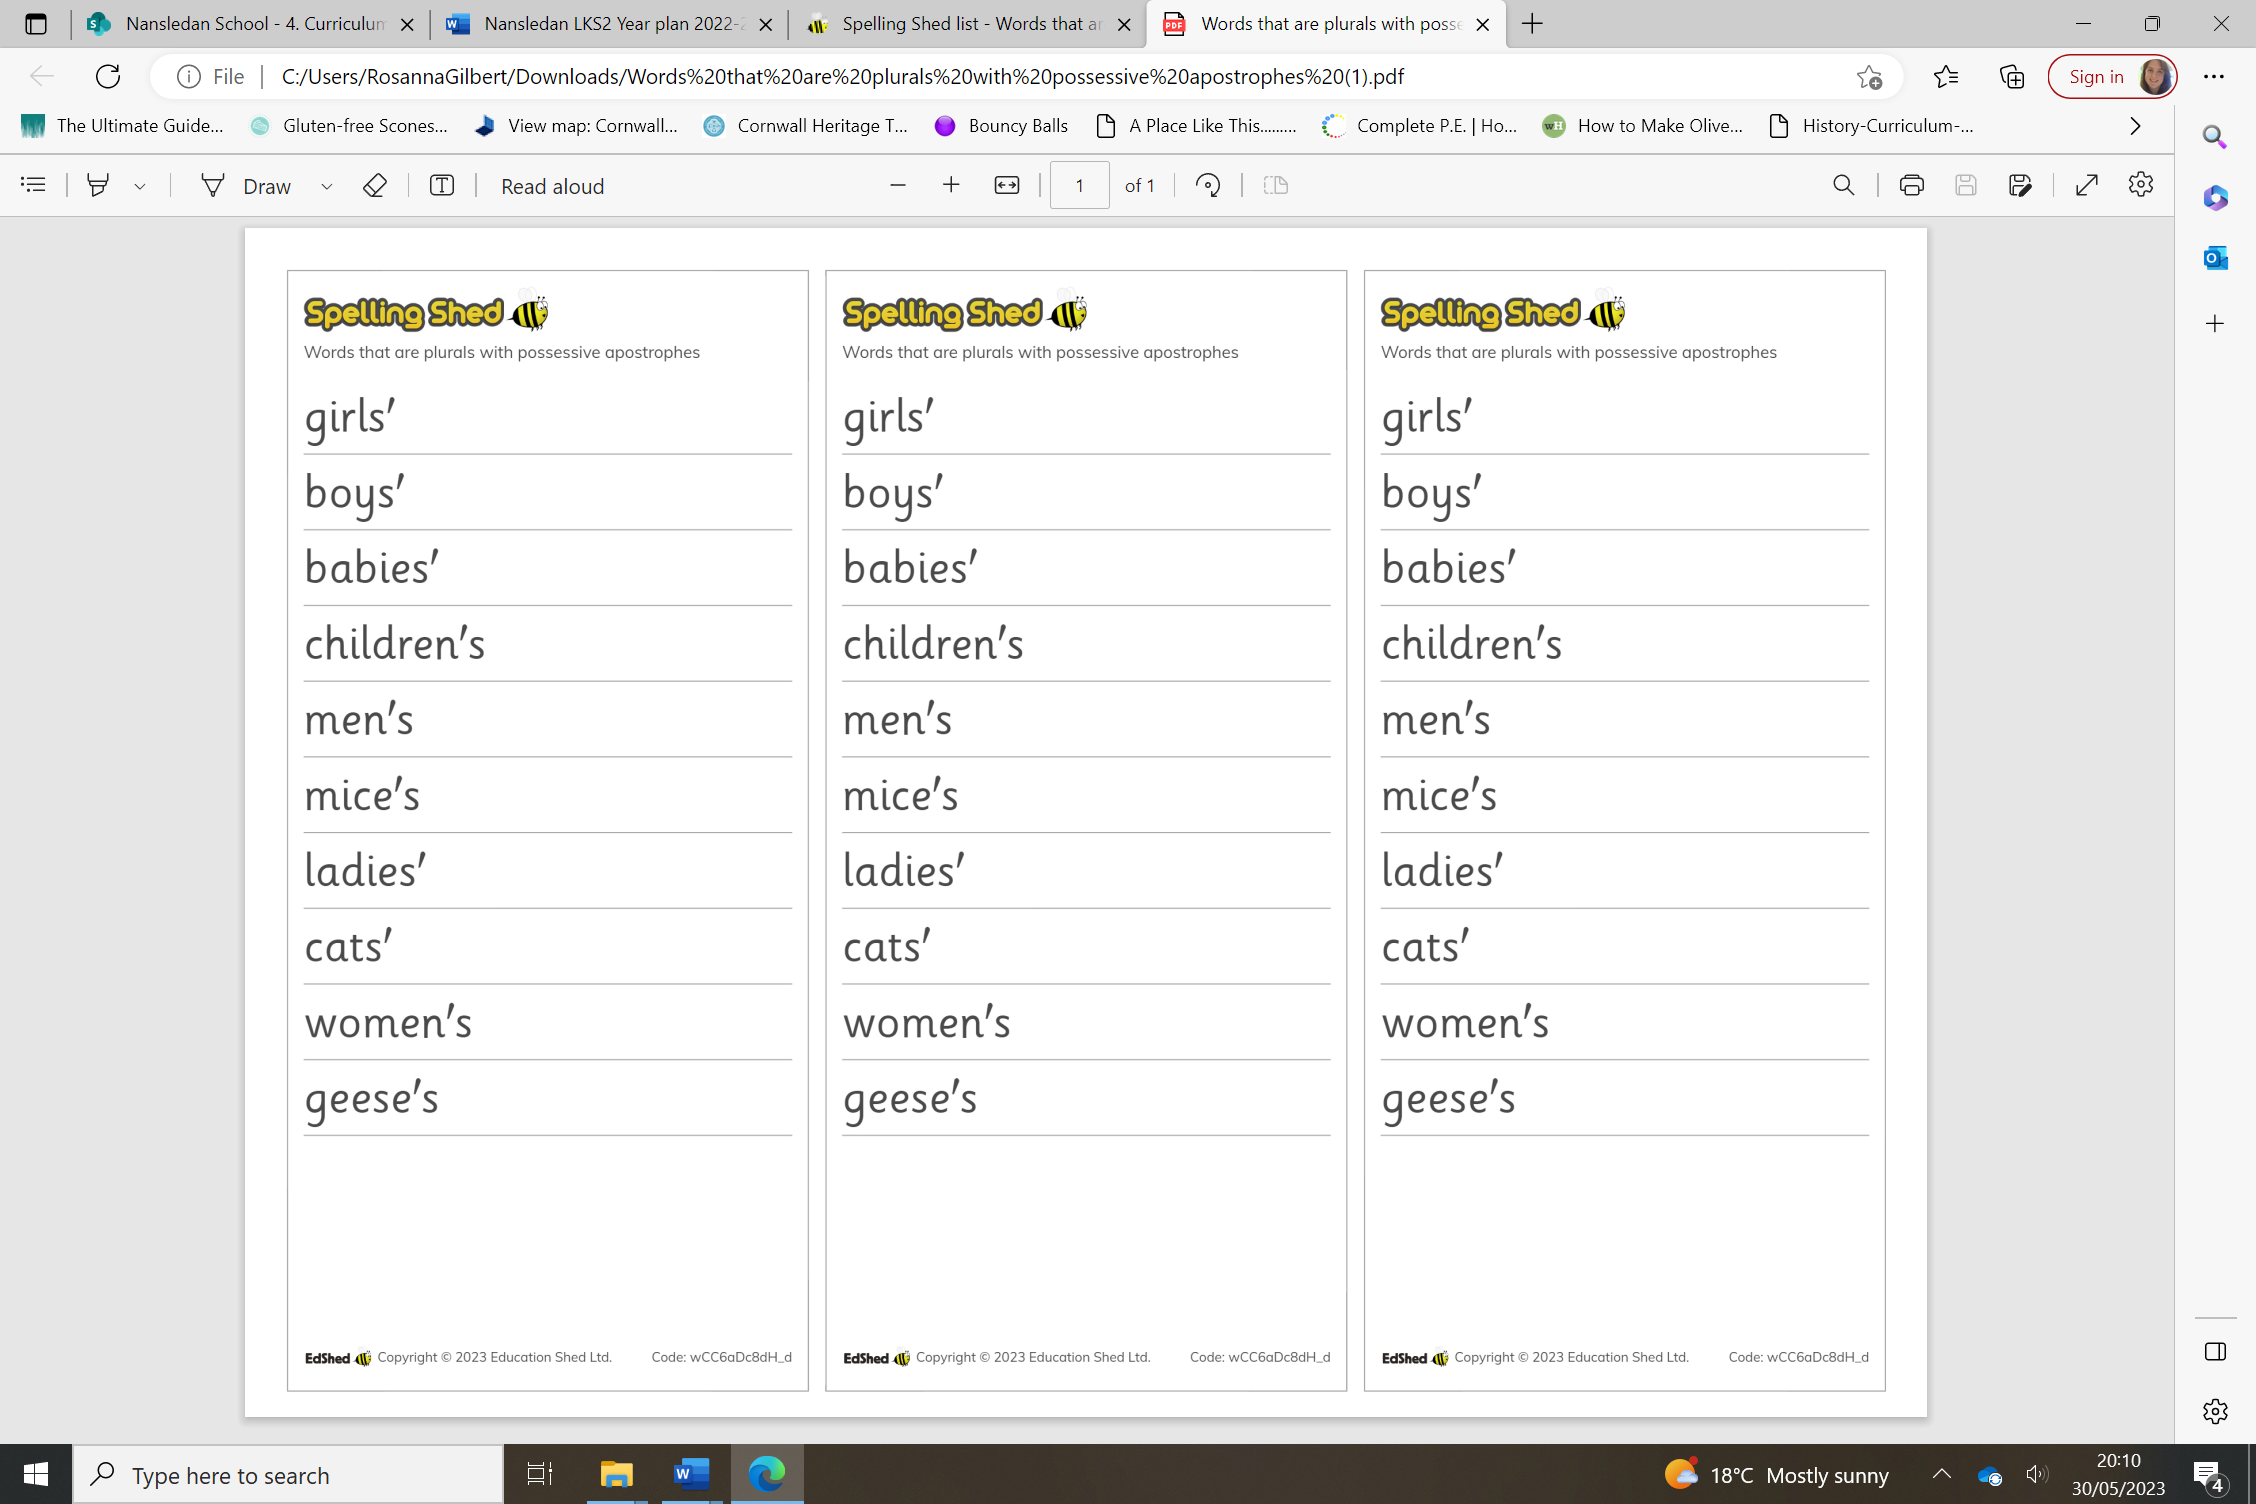 Nansledan School - 4. Curriculum
Nansledan LKS2 Year plan 2022-2
Spelling Shed list - Words that ar
Words that are plurals with posse
File
C:/Users/RosannaGilbert/Downloads/Words%20that%20are%20plurals%20with%20possessive%20apostrophes%20(1).pdf
Sign in
The Ultimate Guide...
Gluten-free Scones...
View map: Cornwall...
Cornwall Heritage T...
Bouncy Balls
A Place Like This.........
Complete P.E. | Ho...
How to Make Olive...
History-Curriculum-...
Draw
Read aloud
1
of 1
Spelling Shed
Words that are plurals with possessive apostrophes
girls'
boys'
babies'
children's
men's
mice's
ladies'
cats'
women's
geese's
EdShed Copyright © 2023 Education Shed Ltd. Code: wCC6aDc8dH_d
Spelling Shed
Words that are plurals with possessive apostrophes
girls'
boys'
babies'
children's
men's
mice's
ladies'
cats'
women's
geese's
EdShed Copyright © 2023 Education Shed Ltd. Code: wCC6aDc8dH_d
Spelling Shed
Words that are plurals with possessive apostrophes
girls'
boys'
babies'
children's
men's
mice's
ladies'
cats'
women's
geese's
EdShed Copyright © 2023 Education Shed Ltd. Code: wCC6aDc8dH_d
Type here to search
18°C Mostly sunny
20:10
30/05/2023
4